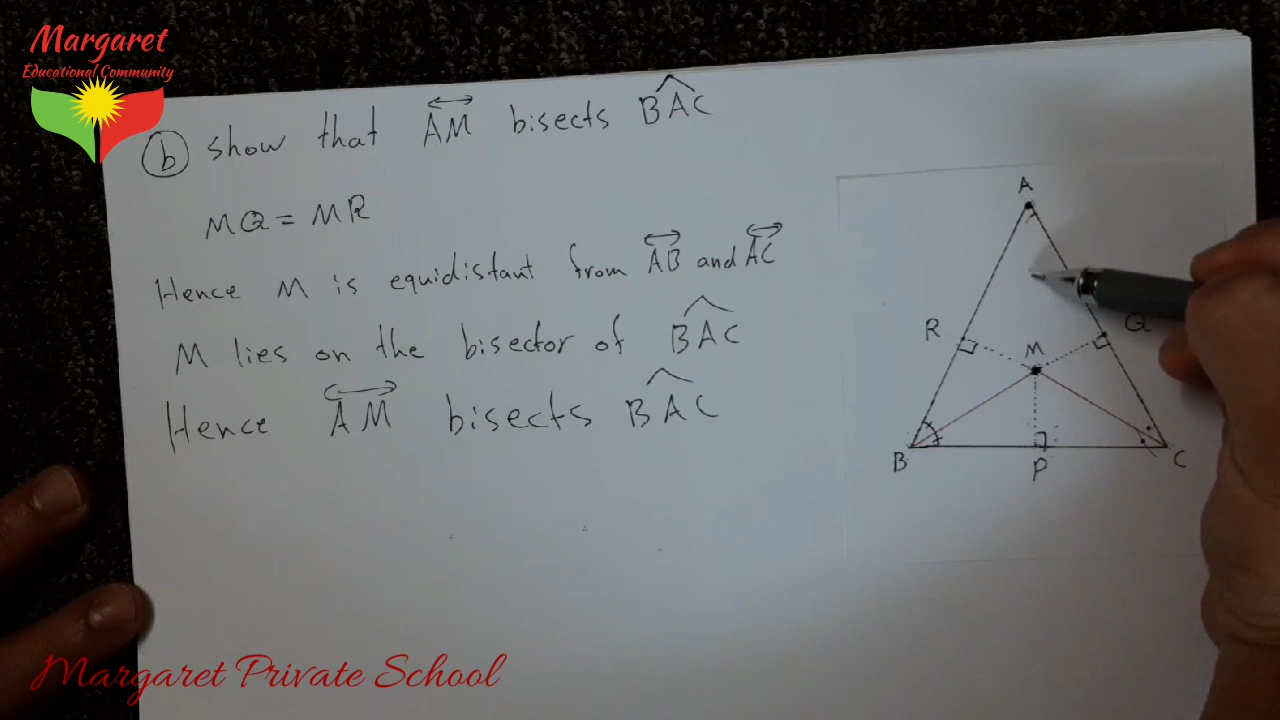 Margaret
Educational Community
b show that AM bisects BAC
MQ = MR
Hence M is equidistant from AB and AC
M lies on the bisector of BAC
Hence AM bisects BAC
A
R
Q
M
B
P
C
Margaret Private School